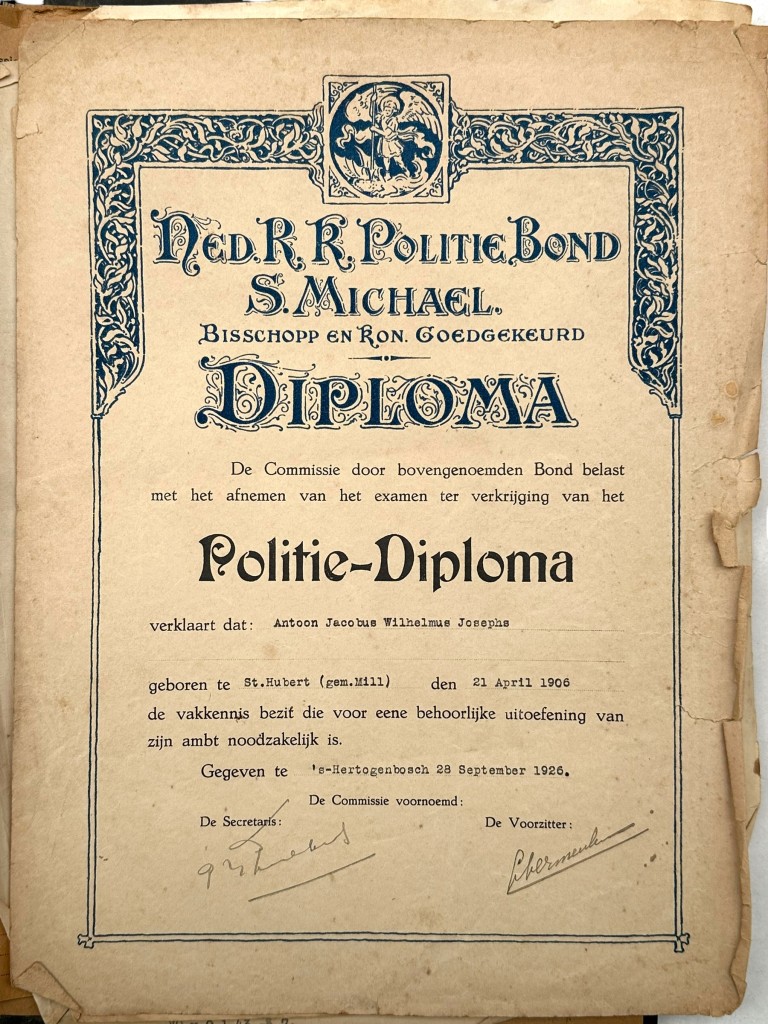 NED. R. K. POLITIE BOND
S. MICHAEL.
BISSCHOPP EN KON. GOEDGEKEURD
DIPLOMA
De Commissie door bovengenoemden Bond belast
met het afnemen van het examen ter verkrijging van het
Politie-Diploma
verklaart dat: Antoon Jacobus Wilhelmus Josephs
geboren te St.Hubert (gem.Mill) den 21 April 1906
de vakkennis bezit die voor eene behoorlijke uitoefening van
zijn ambt noodzakelijk is.
Gegeven te 's-Hertogenbosch 28 September 1926.
De Commissie voornoemd:
De Secretaris: De Voorzitter: